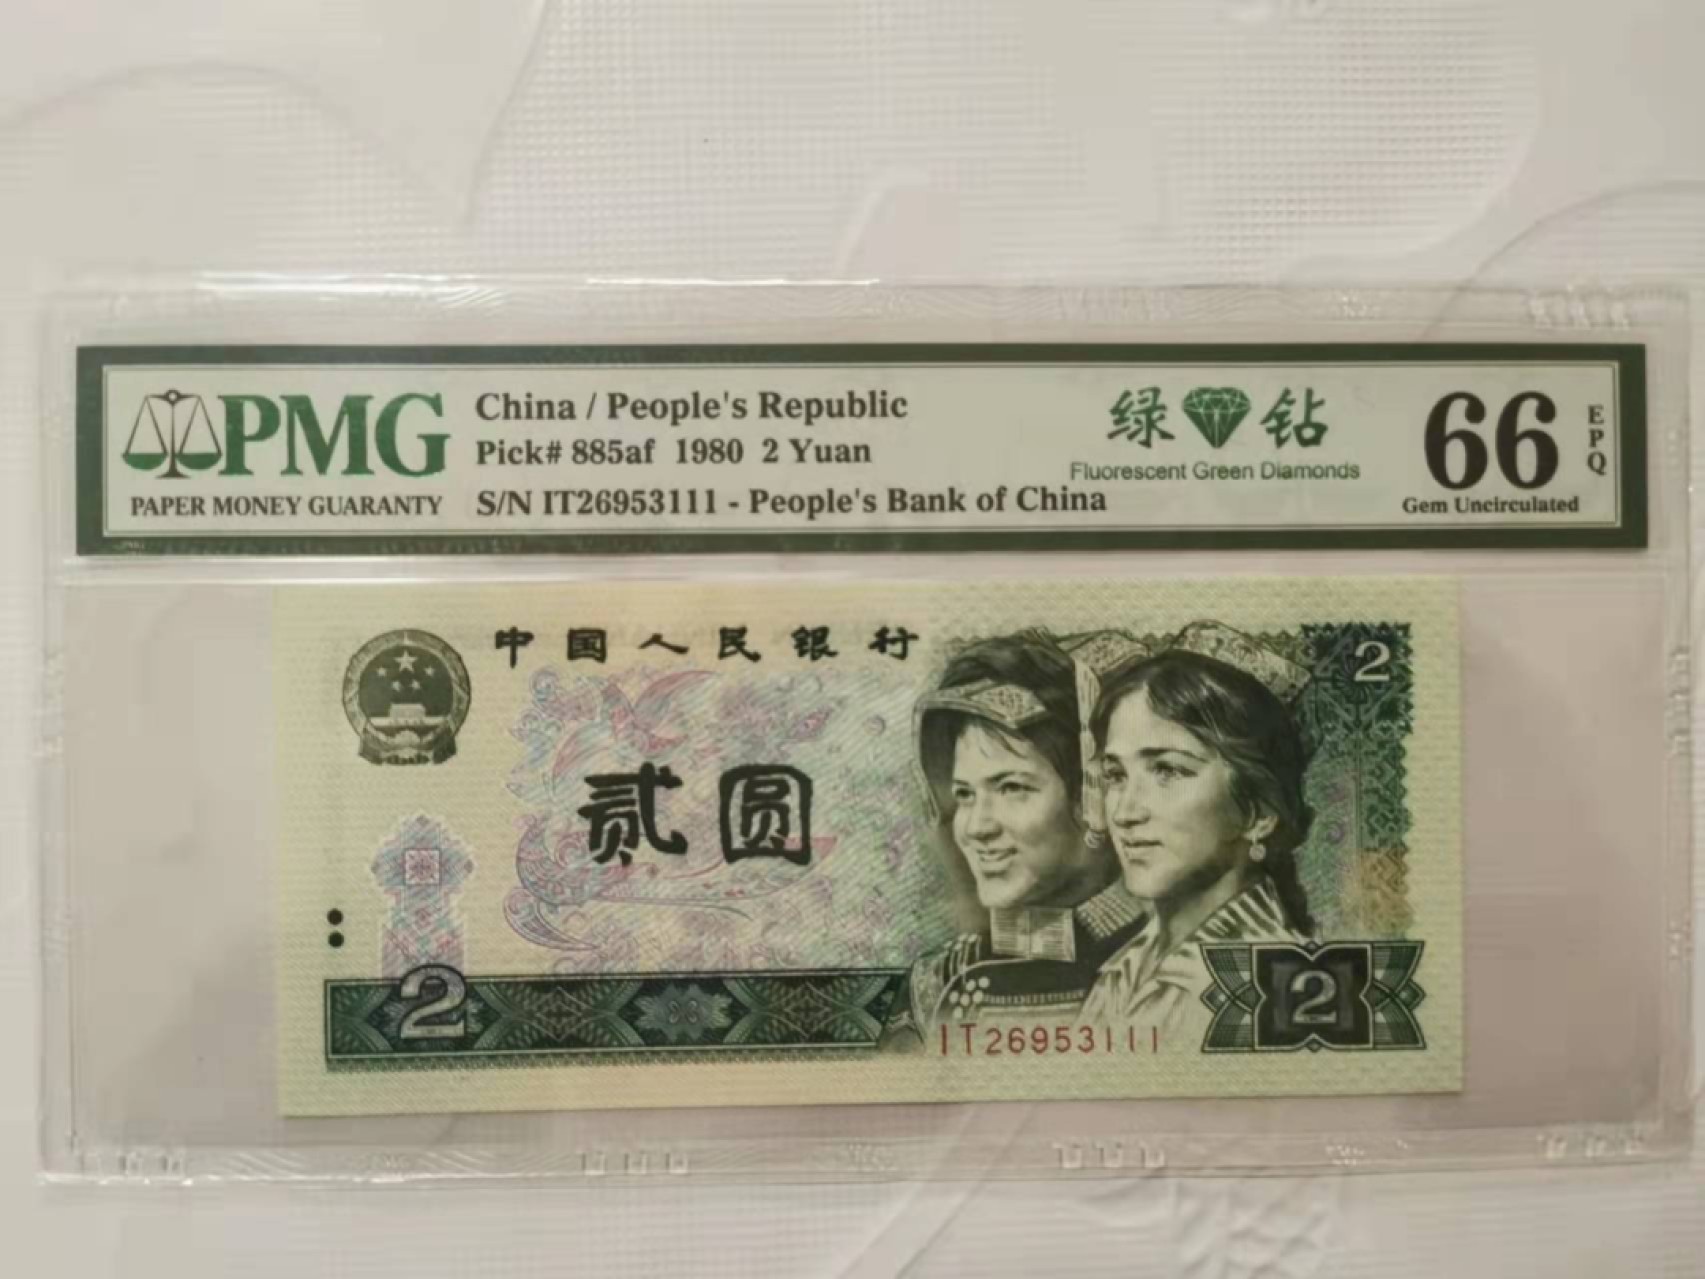 PMG
PAPER MONEY GUARANTY
China / People's Republic
Pick# 885af 1980 2 Yuan
S/N IT26953111 - People's Bank of China
绿钻
Fluorescent Green Diamonds
66
EPQ
Gem Uncirculated
中国人民银行
2
贰圆
2
2
IT26953111